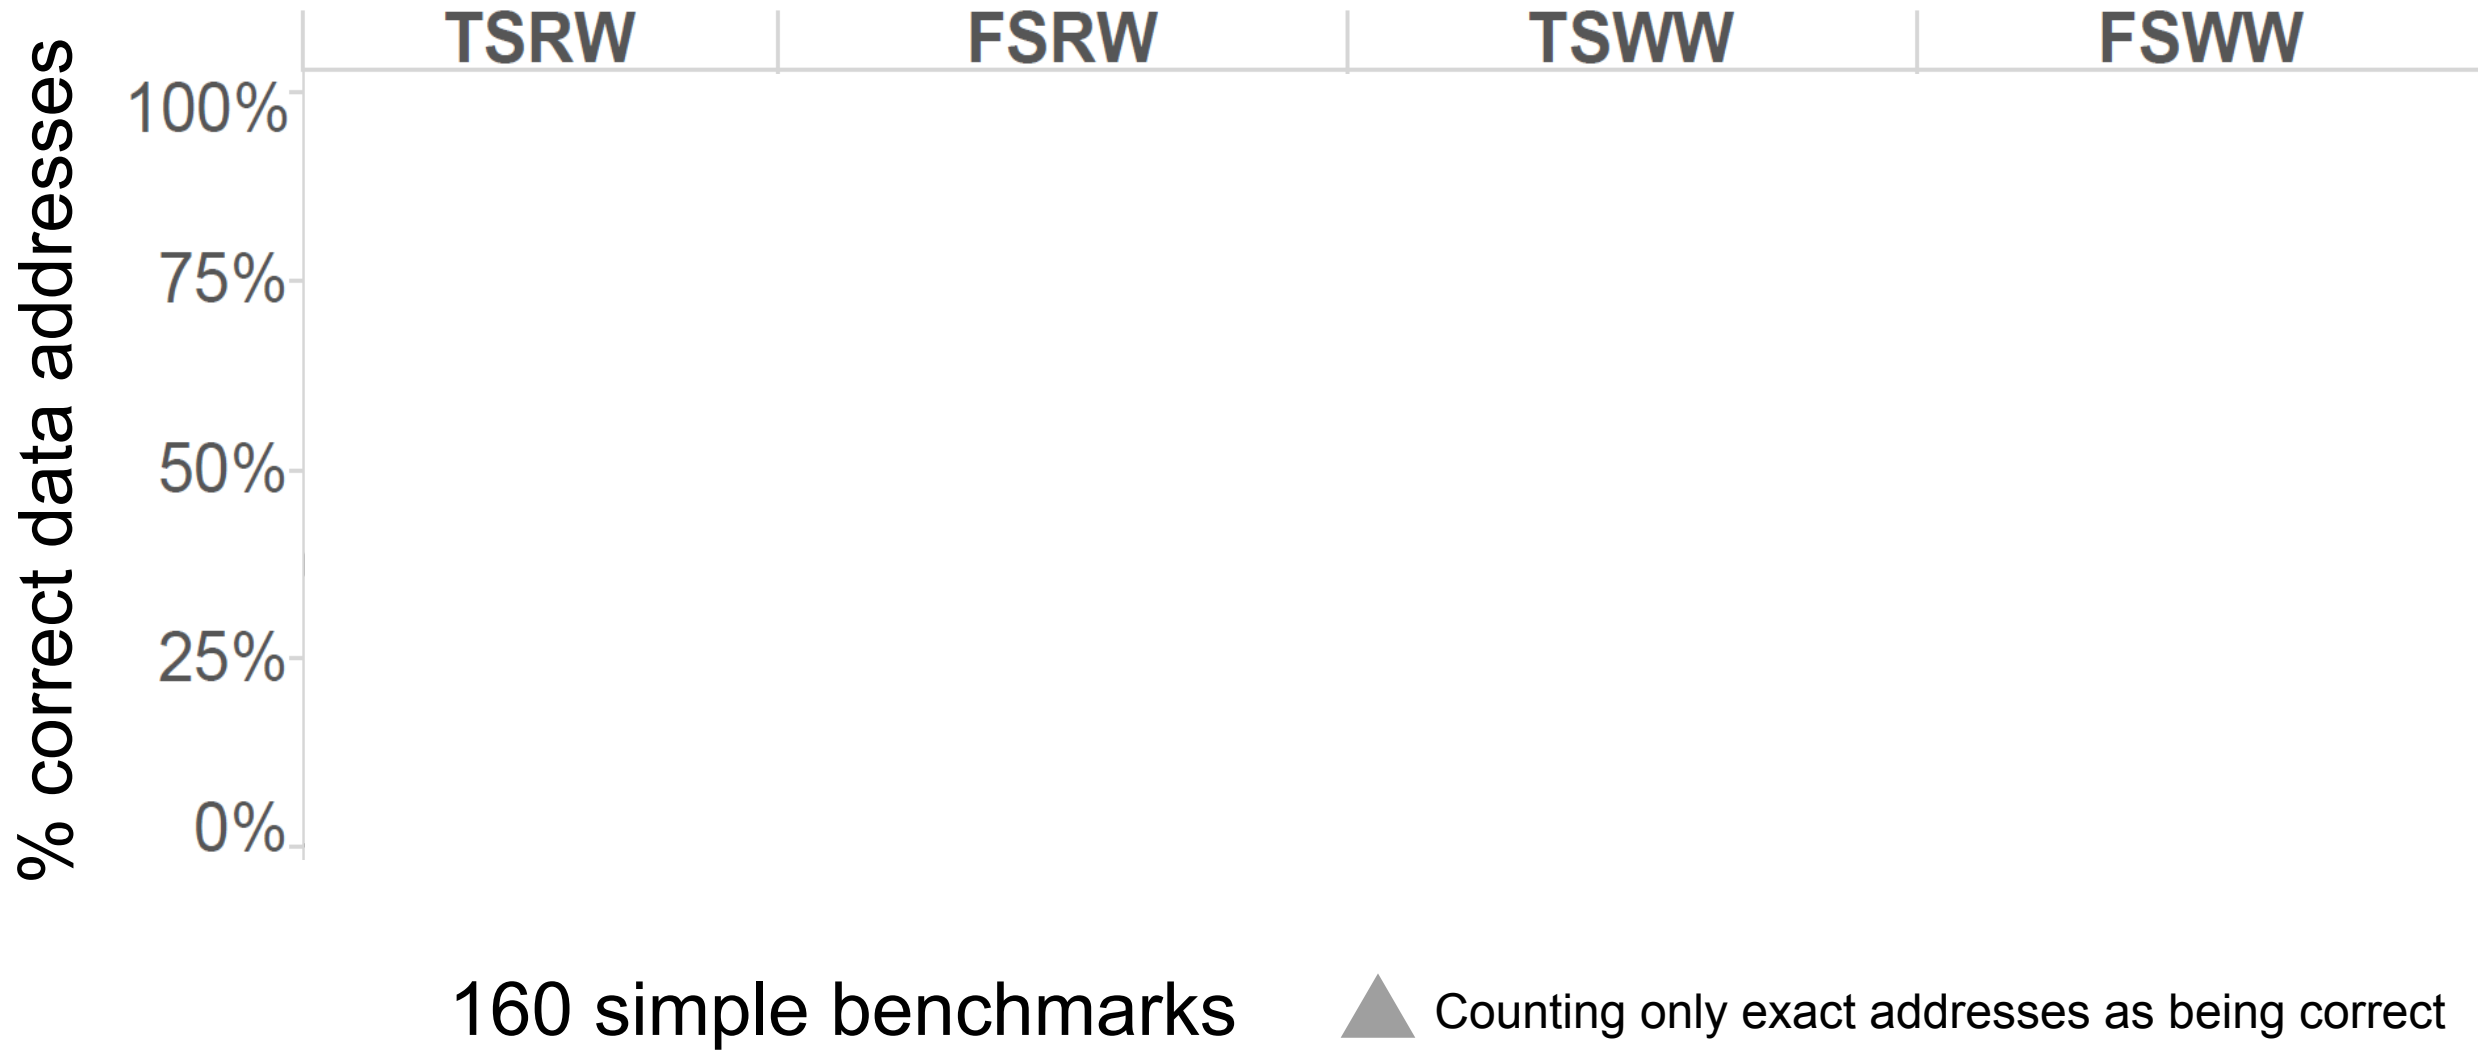 TSRW FSRW TSWW FSWW
% correct data addresses
100%
75%
50%
25%
0%
160 simple benchmarks
Counting only exact addresses as being correct